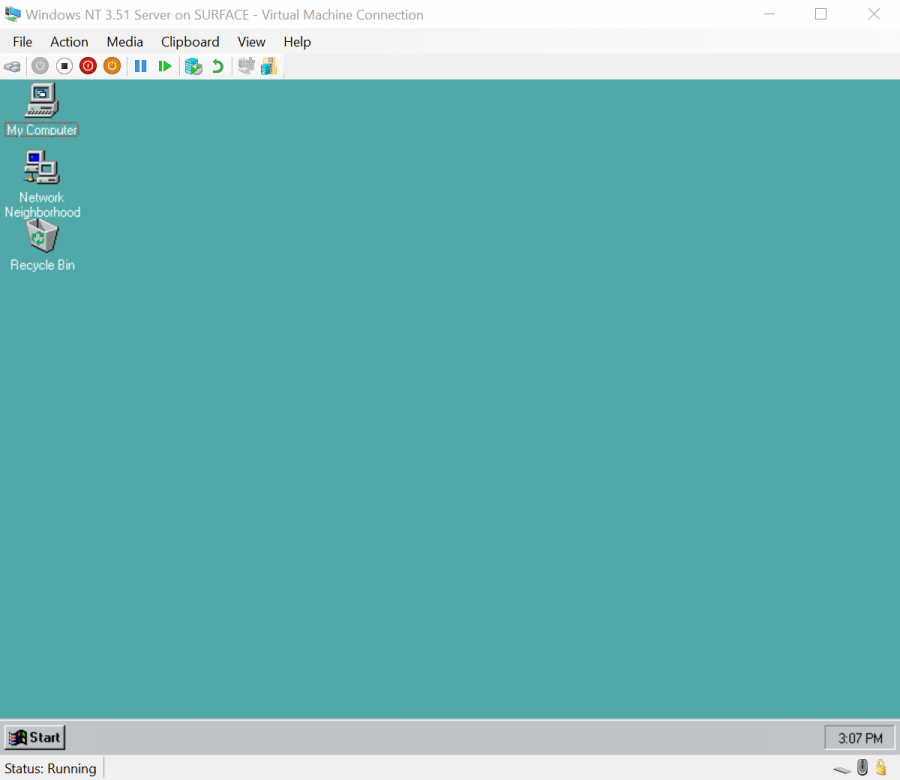 Windows NT 3.51 Server on SURFACE - Virtual Machine Connection
File Action Media Clipboard View Help
My Computer
Network
Neighborhood
Recycle Bin
Start
3:07 PM
Status: Running